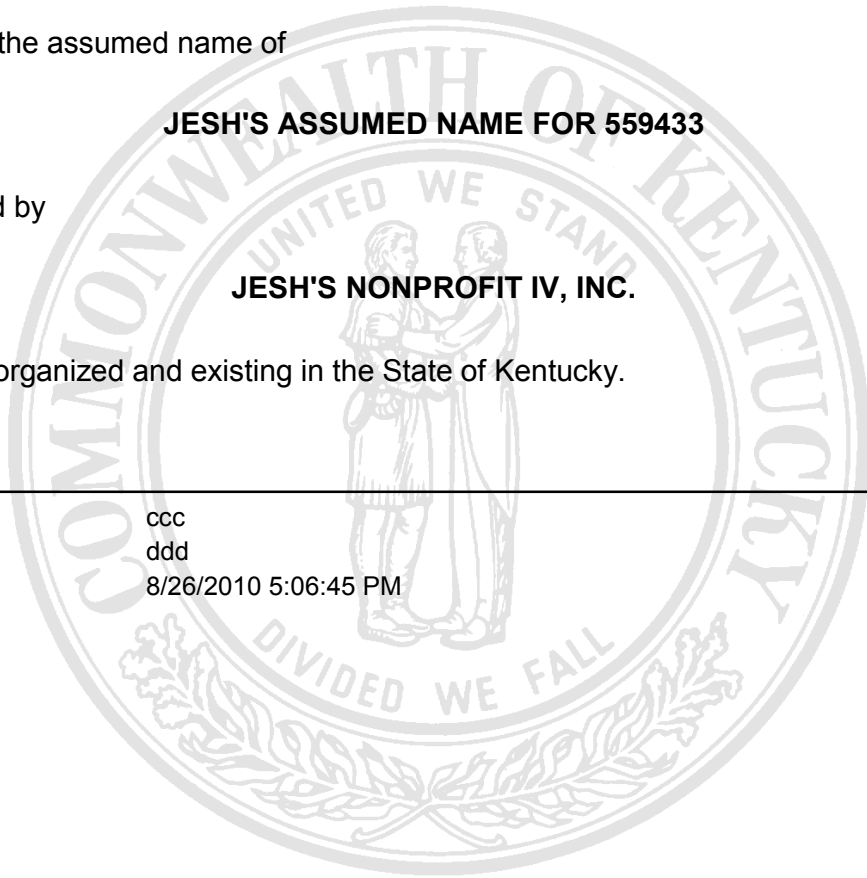 the assumed name of
JESH'S ASSUMED NAME FOR 559433
d by
JESH'S NONPROFIT IV, INC.
organized and existing in the State of Kentucky.
ccc
ddd
8/26/2010 5:06:45 PM
COMMONWEALTH OF KENTUCKY
UNITED WE STAND
DIVIDED WE FALL